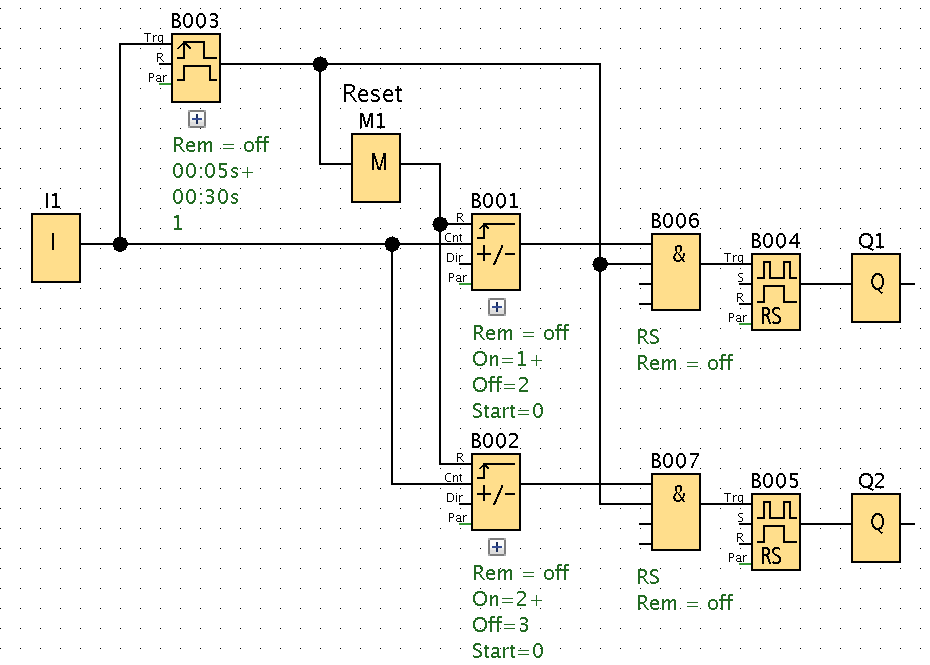 B003
Trg
R
Par
Rem = off
00:05s+
00:30s
1
Reset
M1
M
I1
I
B001
R
Cnt
Dir
Par
+/-
Rem = off
On=1+
Off=2
Start=0
B006
&
RS
Rem = off
B004
Trg
S
R
Par
RS
Q1
Q
B002
R
Cnt
Dir
Par
+/-
Rem = off
On=2+
Off=3
Start=0
B007
&
RS
Rem = off
B005
Trg
S
R
Par
RS
Q2
Q